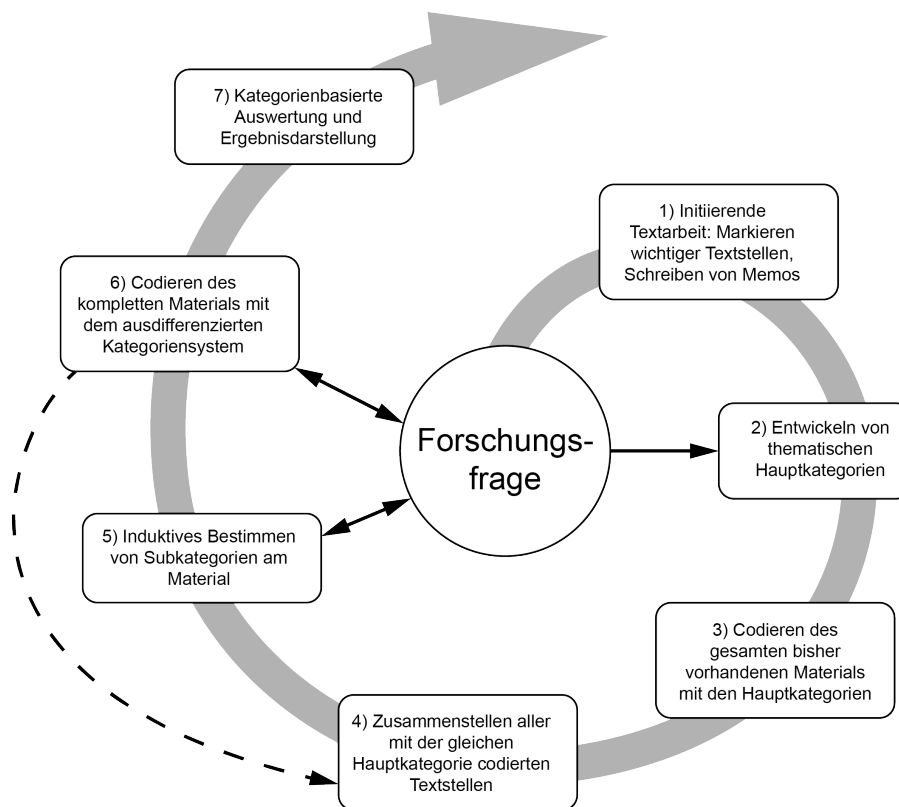 7) Kategorienbasierte
Auswertung und
Ergebnisdarstellung
1) Initiierende
Textarbeit: Markieren
wichtiger Textstellen,
Schreiben von Memos
6) Codieren des
kompletten Materials mit
dem ausdifferenzierten
Kategoriensystem
Forschungs-
frage
2) Entwickeln von
thematischen
Hauptkategorien
5) Induktives Bestimmen
von Subkategorien am
Material
3) Codieren des
gesamten bisher
vorhandenen Materials
mit den Hauptkategorien
4) Zusammenstellen aller
mit der gleichen
Hauptkategorie codierten
Textstellen